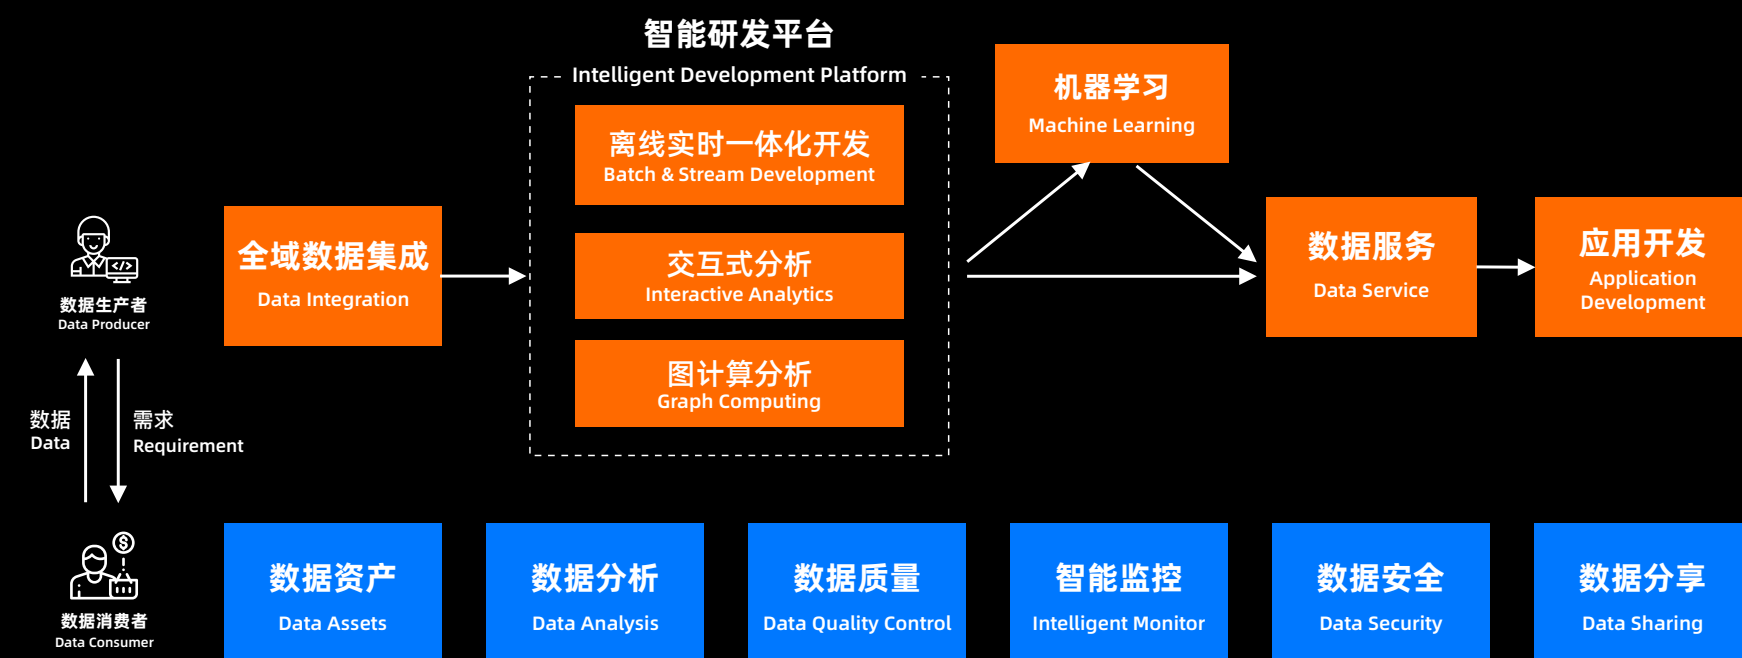 智能研发平台
Intelligent Development Platform
离线实时一体化开发
Batch & Stream Development
交互式分析
Interactive Analytics
图计算分析
Graph Computing
机器学习
Machine Learning
全域数据集成
Data Integration
数据服务
Data Service
应用开发
Application
Development
数据生产者
Data Producer
数据
Data
需求
Requirement
数据消费者
Data Consumer
数据资产
Data Assets
数据分析
Data Analysis
数据质量
Data Quality Control
智能监控
Intelligent Monitor
数据安全
Data Security
数据分享
Data Sharing